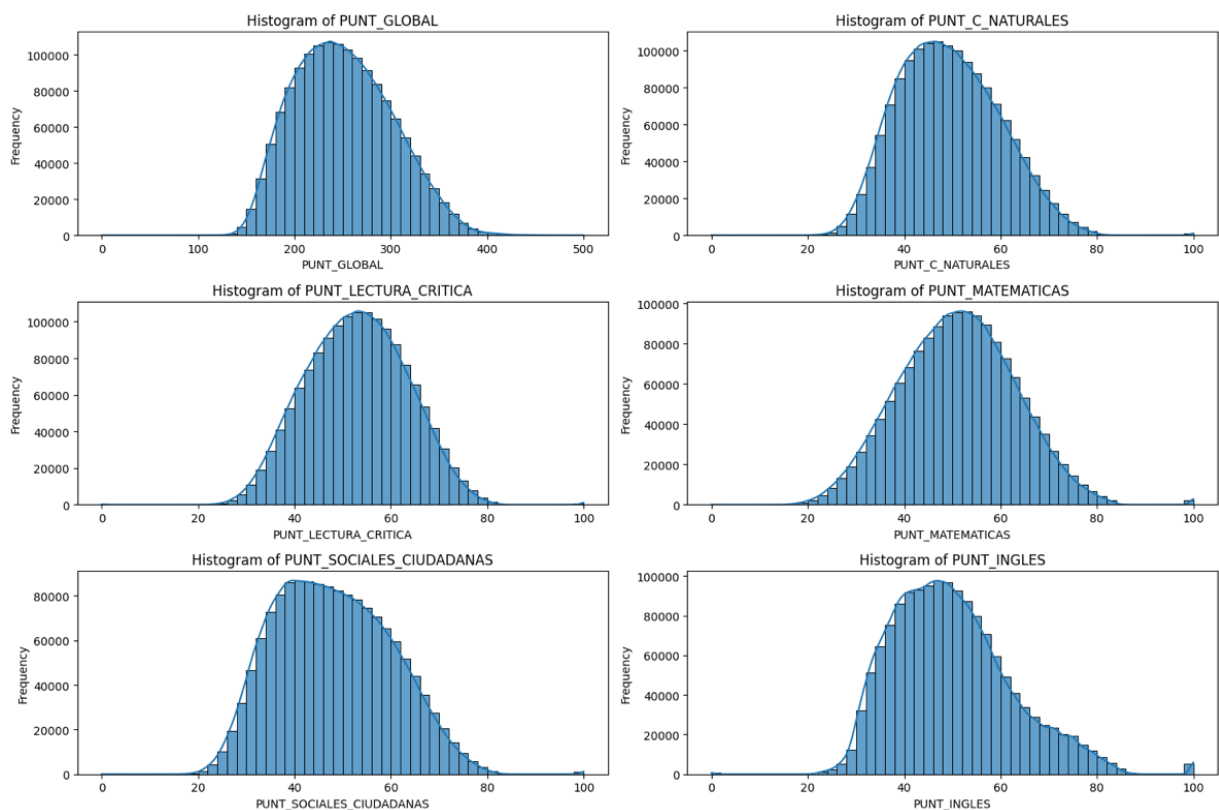 Histogram of PUNT_GLOBAL
Frequency
100000
80000
60000
40000
20000
0
0 100 200 300 400 500
PUNT_GLOBAL
Histogram of PUNT_C_NATURALES
Frequency
100000
80000
60000
40000
20000
0
0 20 40 60 80 100
PUNT_C_NATURALES
Histogram of PUNT_LECTURA_CRITICA
Frequency
100000
80000
60000
40000
20000
0
0 20 40 60 80 100
PUNT_LECTURA_CRITICA
Histogram of PUNT_MATEMATICAS
Frequency
100000
80000
60000
40000
20000
0
0 20 40 60 80 100
PUNT_MATEMATICAS
Histogram of PUNT_SOCIALES_CIUDADANAS
Frequency
80000
60000
40000
20000
0
0 20 40 60 80 100
PUNT_SOCIALES_CIUDADANAS
Histogram of PUNT_INGLES
Frequency
100000
80000
60000
40000
20000
0
0 20 40 60 80 100
PUNT_INGLES